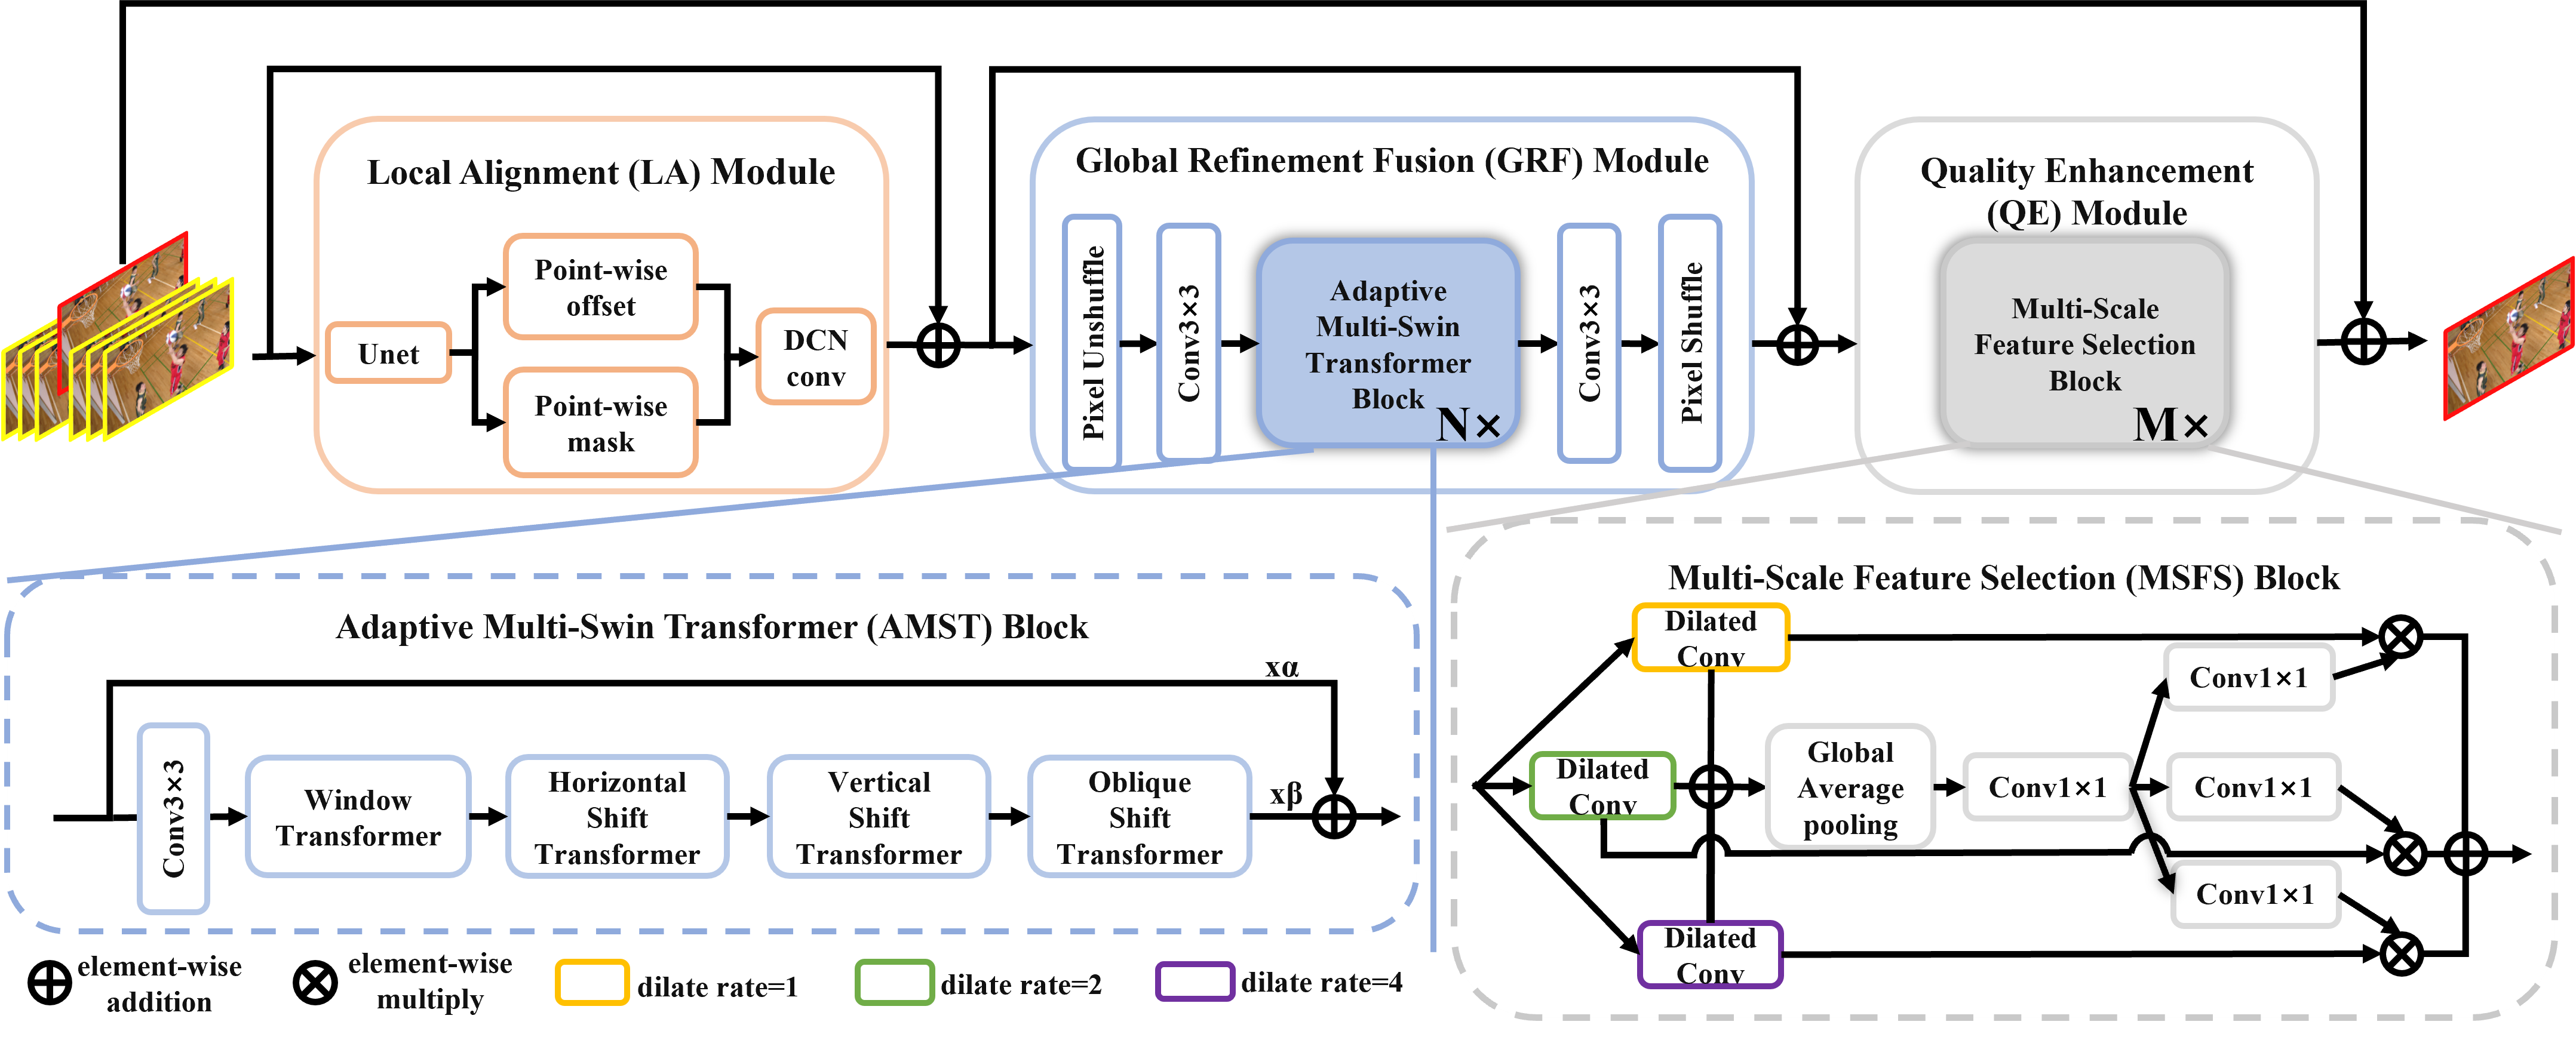 Local Alignment (LA) Module
Unet
Point-wise
offset
Point-wise
mask
DCN
conv
Global Refinement Fusion (GRF) Module
Pixel Unshuffle
Conv3×3
Adaptive
Multi-Swin
Transformer
Block
N×
Conv3×3
Pixel Shuffle
Quality Enhancement
(QE) Module
Multi-Scale
Feature Selection
Block
M×
Adaptive Multi-Swin Transformer (AMST) Block
xα
Conv3×3
Window
Transformer
Horizontal
Shift
Transformer
Vertical
Shift
Transformer
Oblique
Shift
Transformer
xβ
Multi-Scale Feature Selection (MSFS) Block
Dilated
Conv
Dilated
Conv
Dilated
Conv
Global
Average
pooling
Conv1×1
Conv1×1
Conv1×1
Conv1×1
element-wise
addition
element-wise
multiply
dilate rate=1
dilate rate=2
dilate rate=4